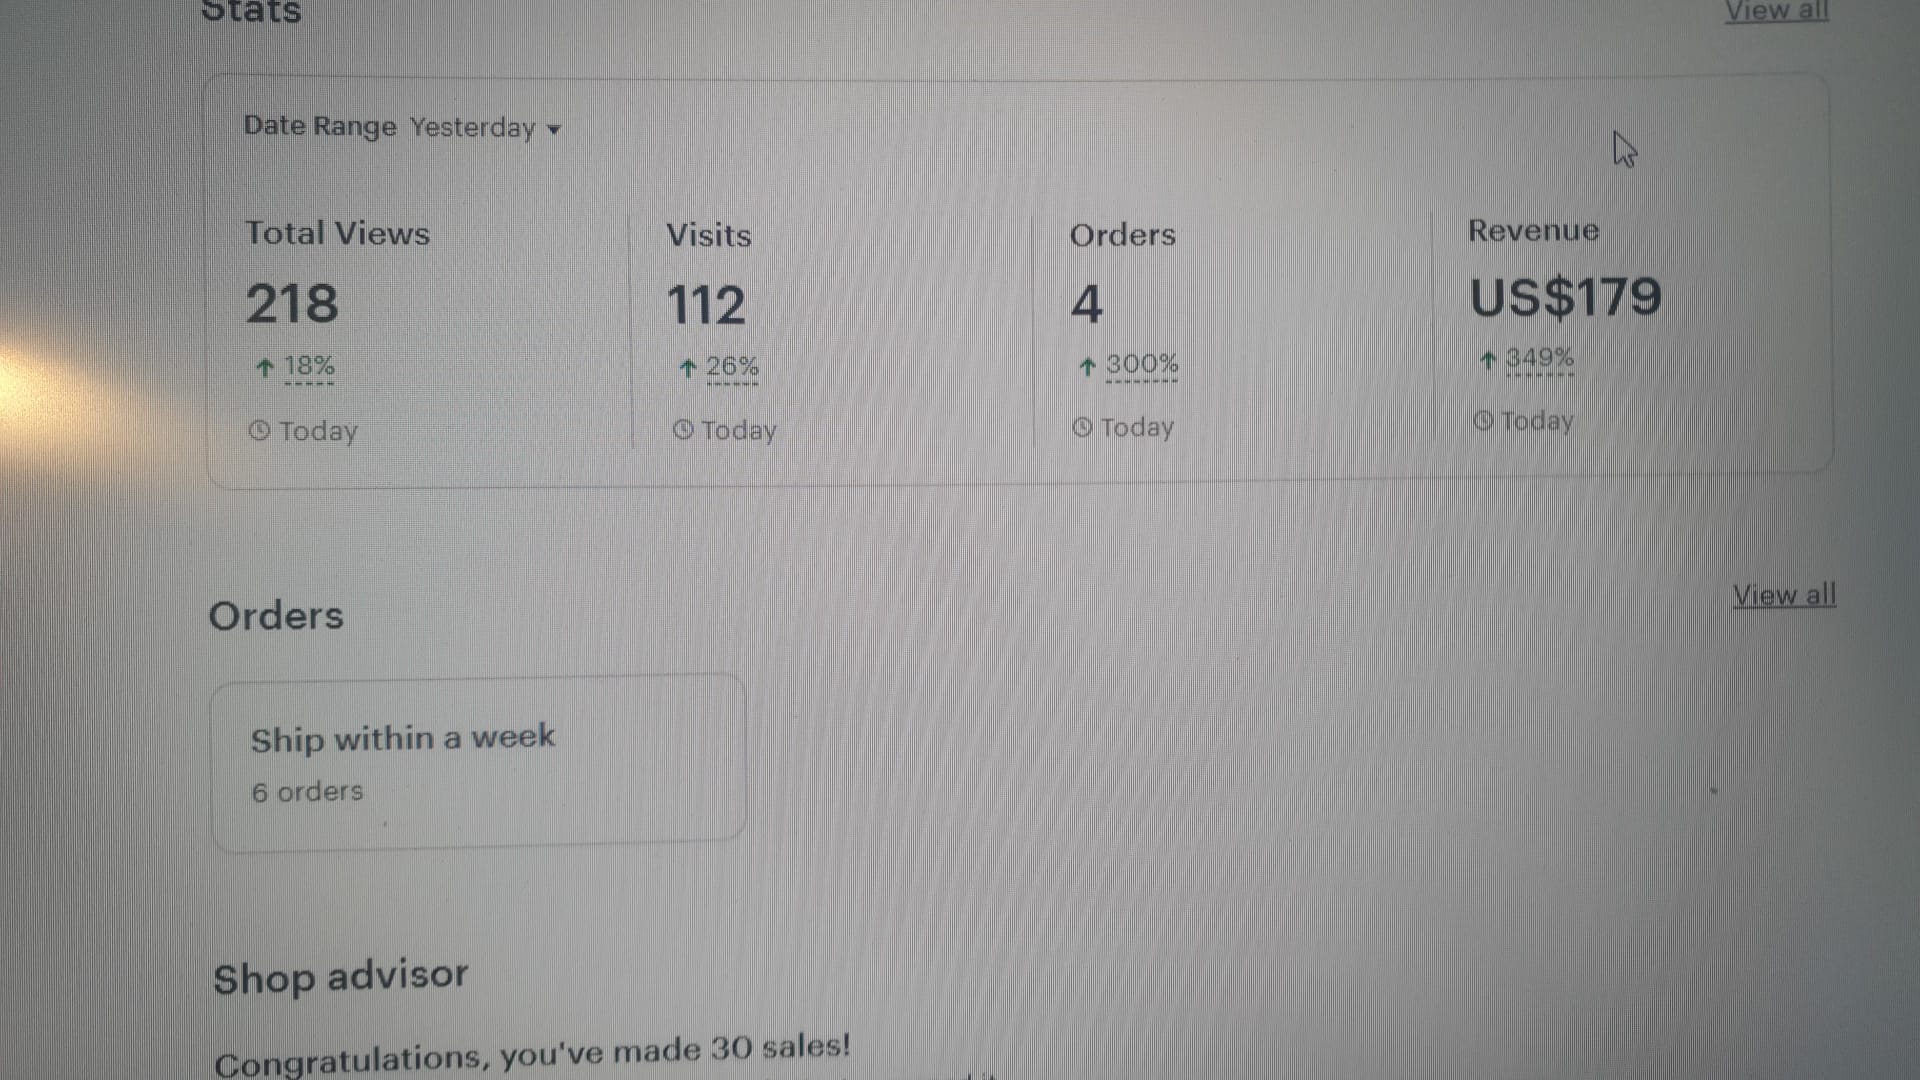 Stats
View all
Date Range Yesterday
Total Views
Visits
Orders
Revenue
218
112
4
US$179
18%
26%
300%
349%
Today
Today
Today
Today
Orders
View all
Ship within a week
6 orders
Shop advisor
Congratulations, you've made 30 sales!